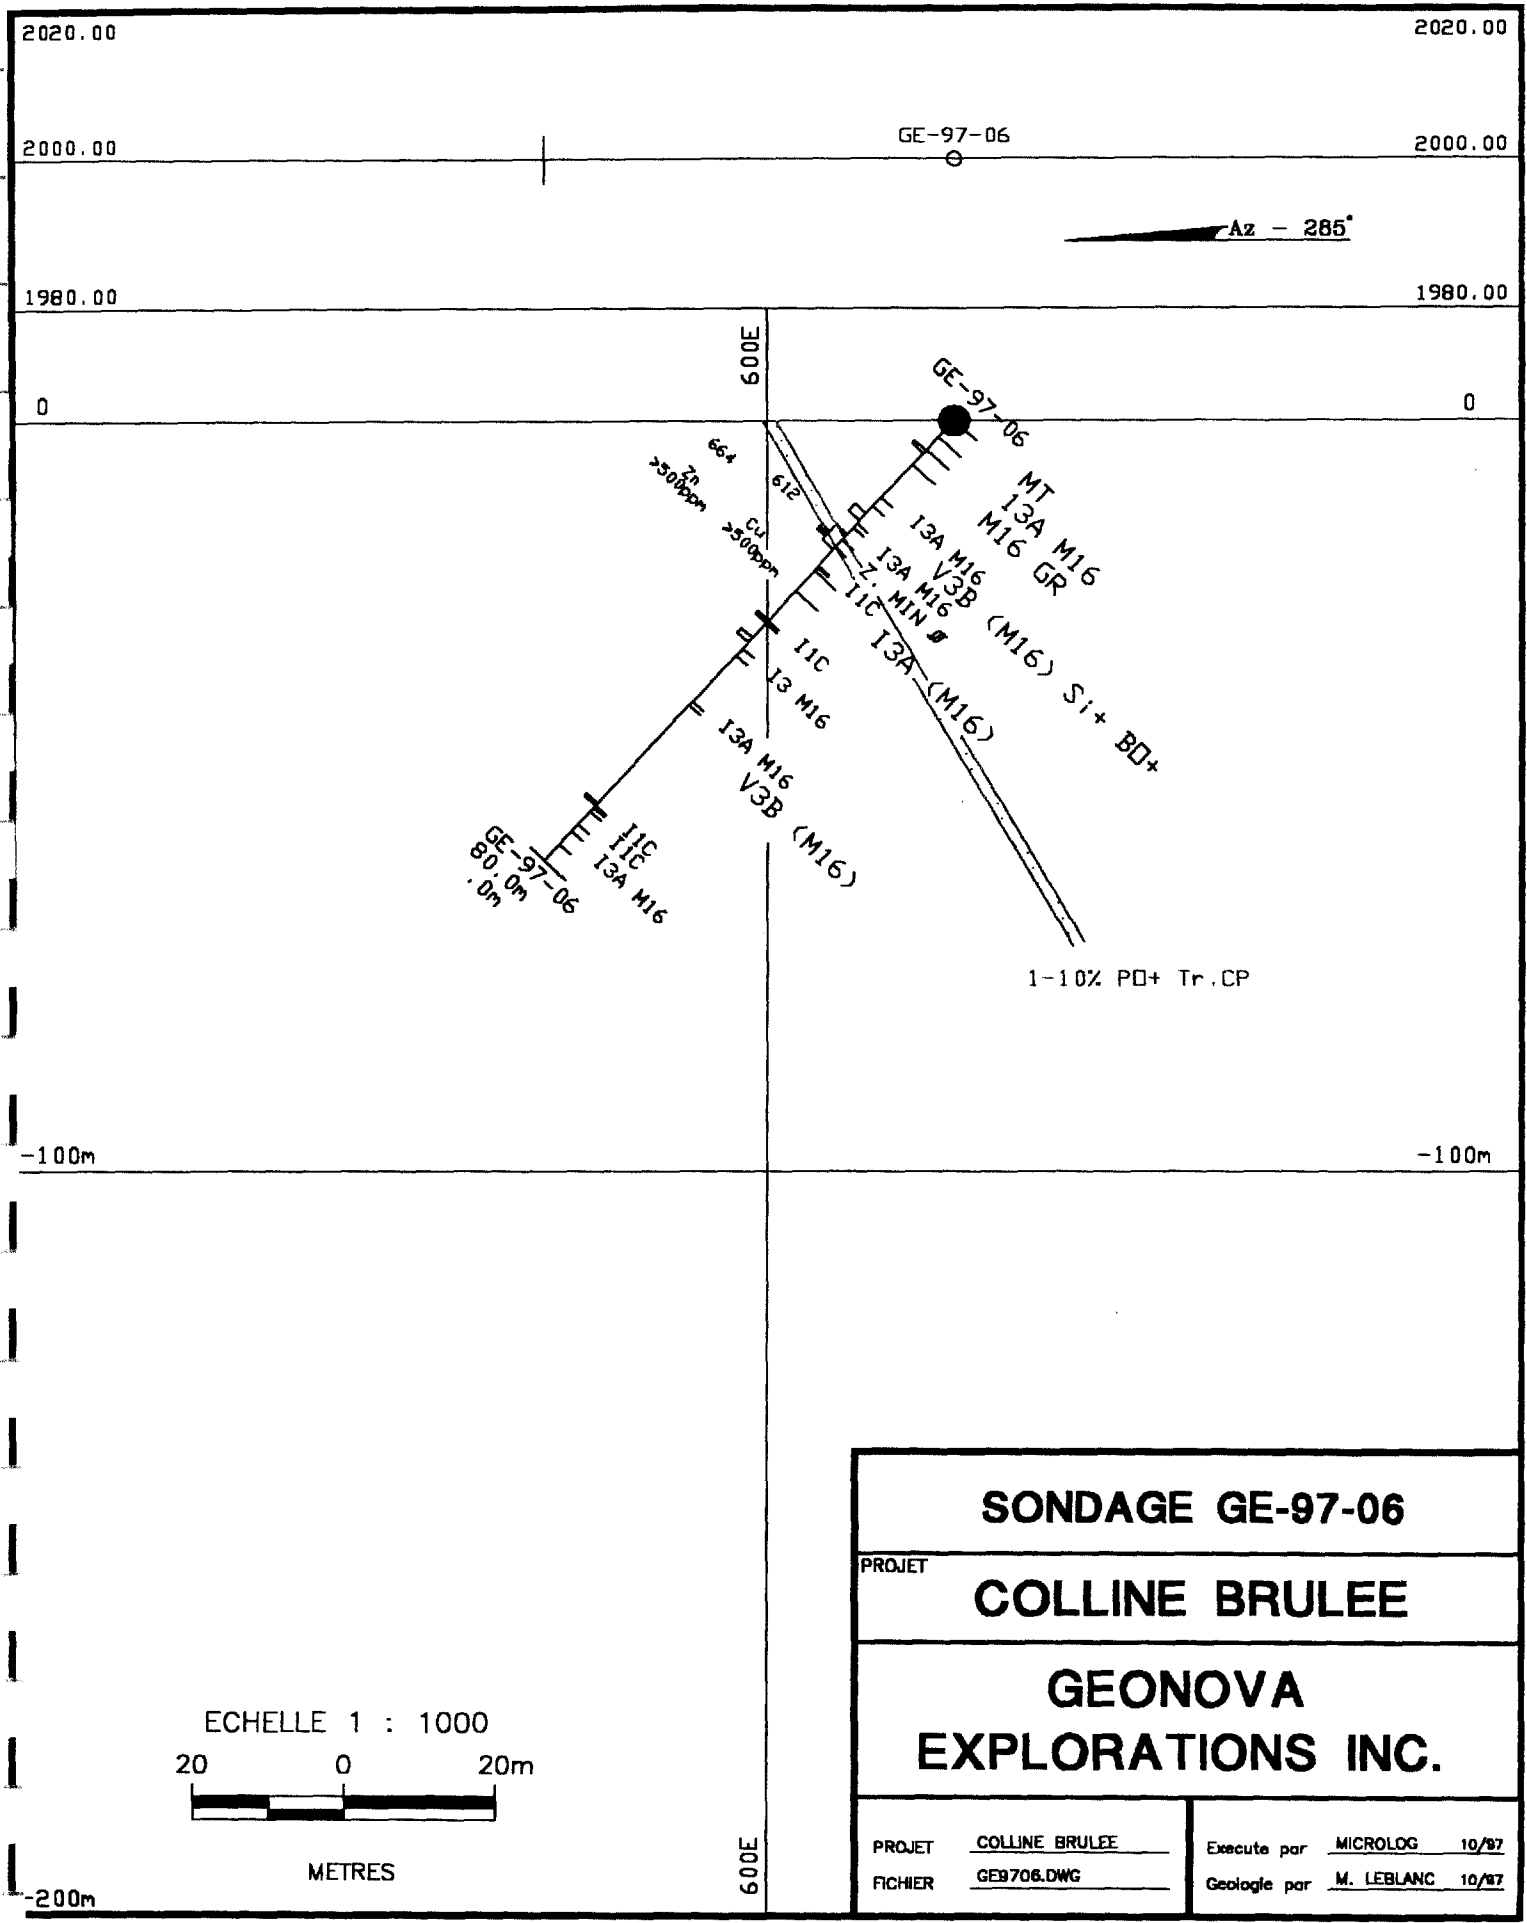 2020.00 2020.00
GE-97-06
2000.00 2000.00
Az - 285°
1980.00 1980.00
600E
GE-97-06
0 0
664
Zn
>500ppm
612
Cu
>500ppm
MT
I3A M16
M16 GR
I3A M16
V3B (M16) Si+ BO+
I3A M16
Z. MIN
I1C
I3A (M16)
I1C
I3 M16
I3A M16
V3B (M16)
I1C
I1C
I3A M16
GE-97-06
80.0m
.0m
1-10% PO+ Tr.CP
-100m -100m
SONDAGE GE-97-06
PROJET
COLLINE BRULEE
GEONOVA
EXPLORATIONS INC.
ECHELLE 1 : 1000
20 0 20m
METRES
600E
PROJET COLLINE BRULEE
FICHIER GE9706.DWG
Execute par MICROLOG 10/97
Geologie par M. LEBLANC 10/97
-200m